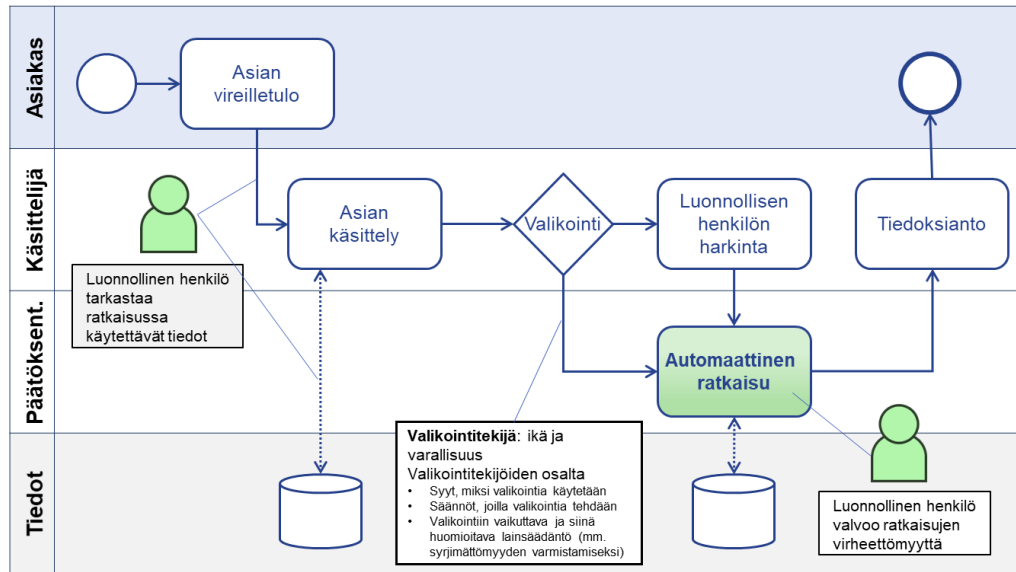 Asiakas
Asian
vireilletulo
Käsittelijä
Asian
käsittely
Valikointi
Luonnollisen
henkilön
harkinta
Tiedoksianto
Luonnollinen henkilö
tarkastaa
ratkaisussa
käytettävät tiedot
Päätöksent.
Automaattinen
ratkaisu
Tiedot
Valikointitekijä: ikä ja
varallisuus
Valikointitekijöiden osalta
• Syyt, miksi valikointia käytetään
• Säännöt, joilla valikointia tehdään
• Valikointiin vaikuttava ja siinä
huomioitava lainsäädäntö (mm.
syrjimättömyyden varmistamiseksi)
Luonnollinen henkilö
valvoo ratkaisujen
virheettömyyttä